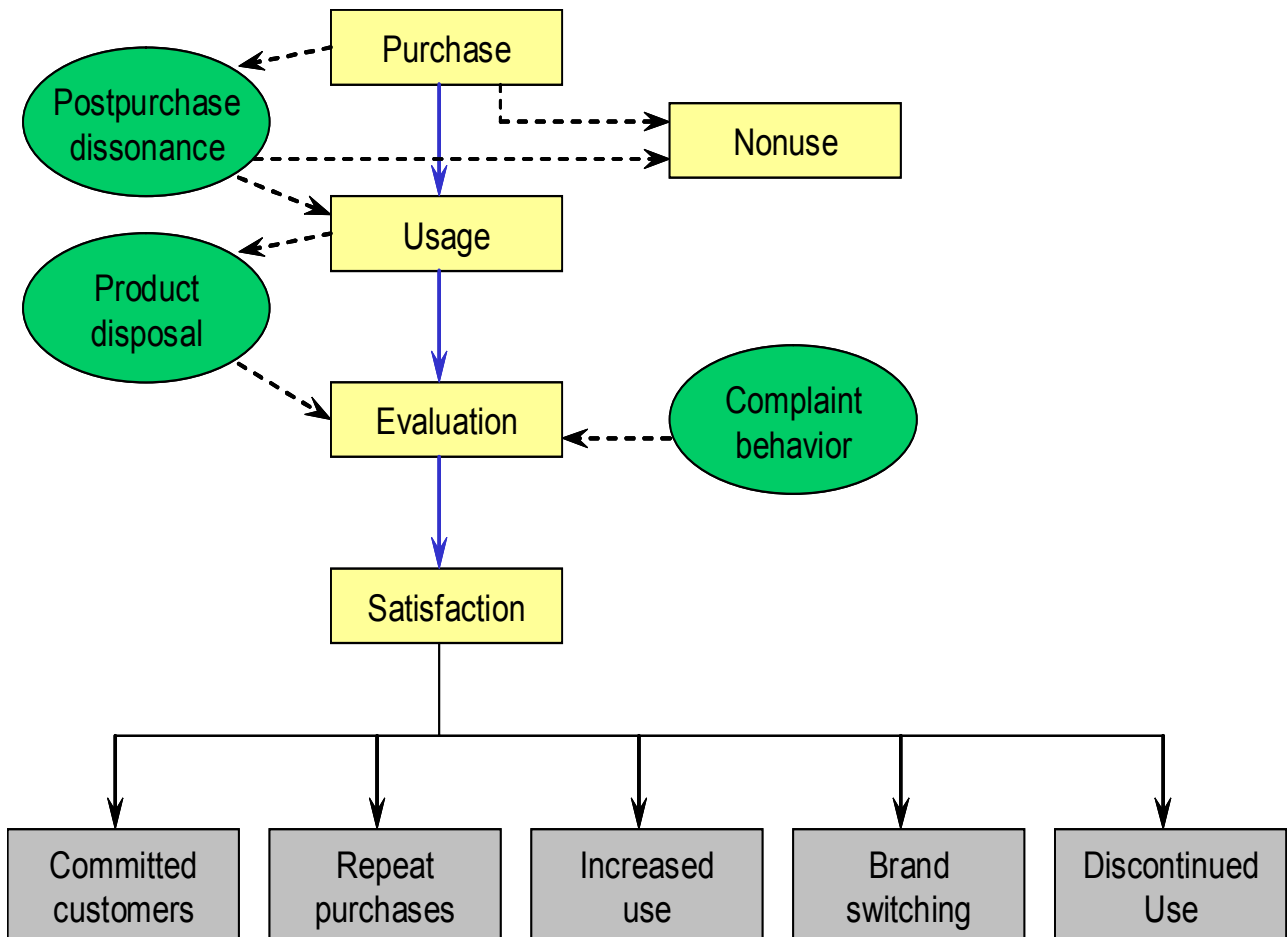 Purchase
Postpurchase
dissonance
Nonuse
Usage
Product
disposal
Evaluation
Complaint
behavior
Satisfaction
Committed
customers
Repeat
purchases
Increased
use
Brand
switching
Discontinued
Use